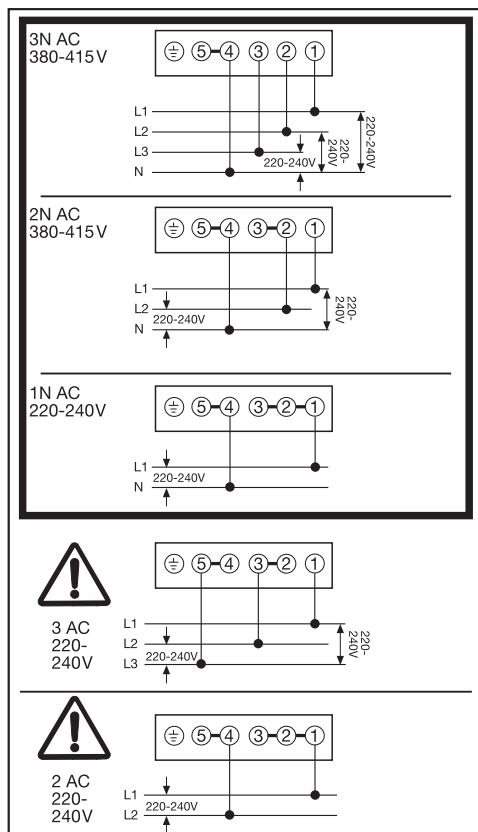 3N AC
380-415V
⏚ 5 4 3 2 1
L1
L2
L3
N
220-240V
220-
240V
220-240V
2N AC
380-415V
⏚ 5 4 3 2 1
L1
L2
220-240V
N
220-
240V
1N AC
220-240V
⏚ 5 4 3 2 1
L1
220-240V
N
⏚ 5 4 3 2 1
3 AC
220-
240V
L1
L2
220-240V
L3
220-
240V
⏚ 5 4 3 2 1
2 AC
220-
240V
L1
220-240V
L2